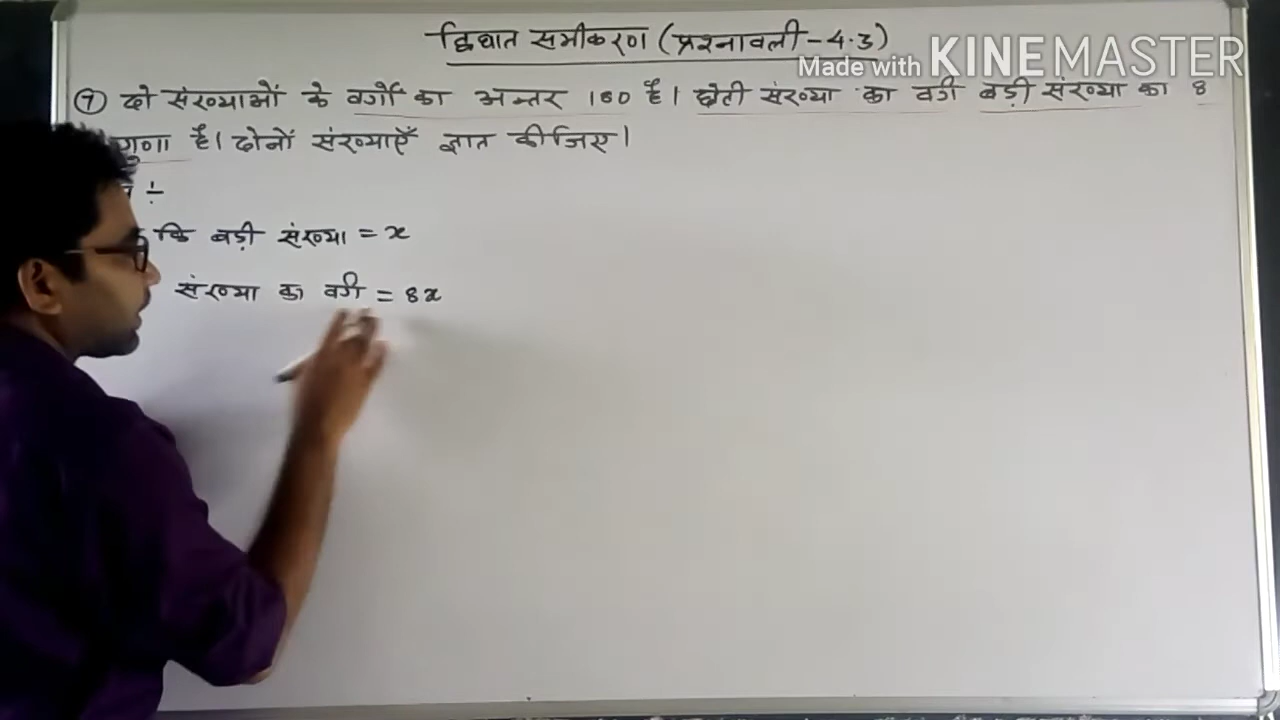 द्विघात समीकरण (प्रश्नावली-4.3)
Made with KINEMASTER
⑦ दो संख्याओं के वर्गों का अन्तर 180 है। छोटी संख्या का वर्ग बड़ी संख्या का 8
गुना है। दोनों संख्याएँ ज्ञात कीजिए।
कि बड़ी संख्या = x
संख्या का वर्ग = 8x